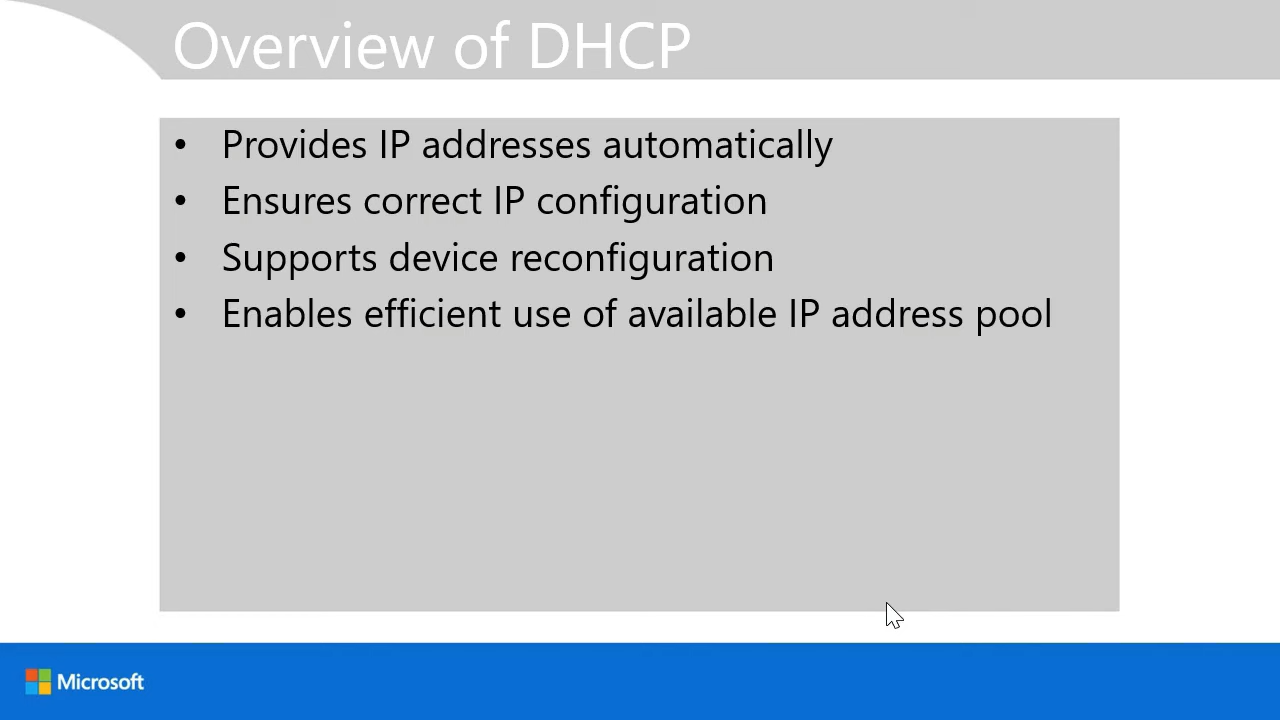 Overview of DHCP
• Provides IP addresses automatically
• Ensures correct IP configuration
• Supports device reconfiguration
• Enables efficient use of available IP address pool
Microsoft